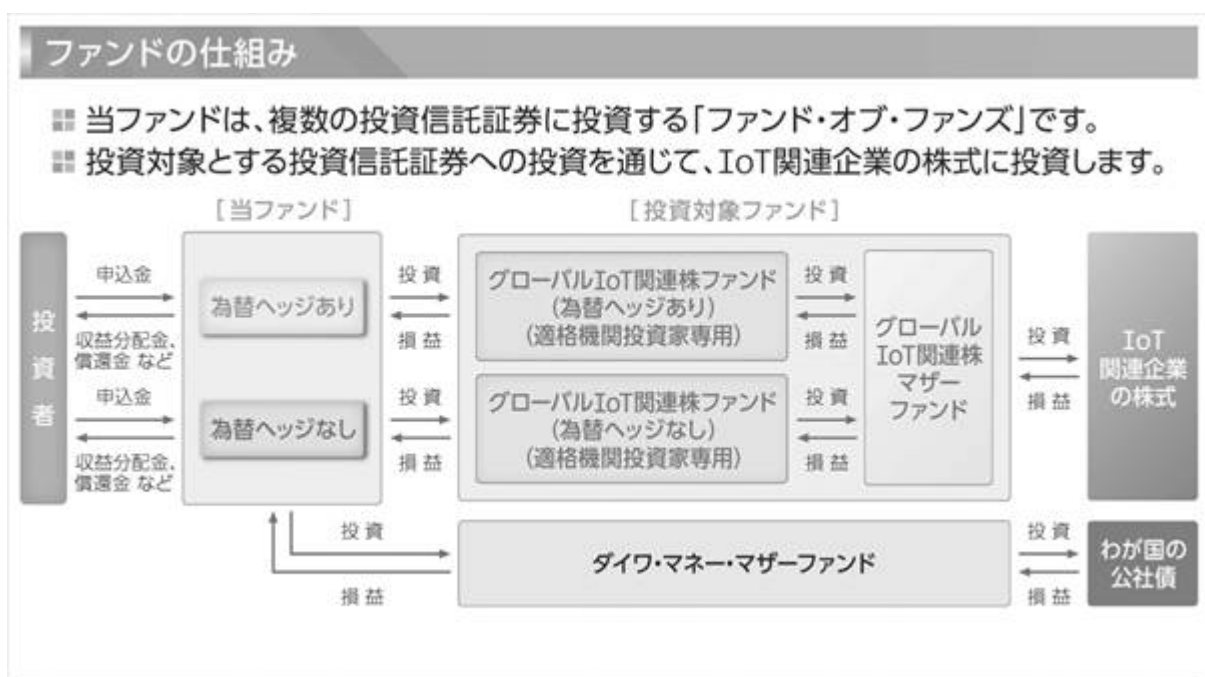 ファンドの仕組み
当ファンドは、複数の投資信託証券に投資する「ファンド・オブ・ファンズ」です。
投資対象とする投資信託証券への投資を通じて、IoT関連企業の株式に投資します。
[当ファンド]
[投資対象ファンド]
投資者
申込金
収益分配金、
償還金 など
申込金
収益分配金、
償還金 など
為替ヘッジあり
為替ヘッジなし
投資
損益
投資
損益
グローバルIoT関連株ファンド
(為替ヘッジあり)
(適格機関投資家専用)
グローバルIoT関連株ファンド
(為替ヘッジなし)
(適格機関投資家専用)
投資
損益
投資
損益
グローバル
IoT関連株
マザー
ファンド
投資
損益
IoT
関連企業
の株式
投資
損益
ダイワ・マネー・マザーファンド
投資
損益
わが国の
公社債